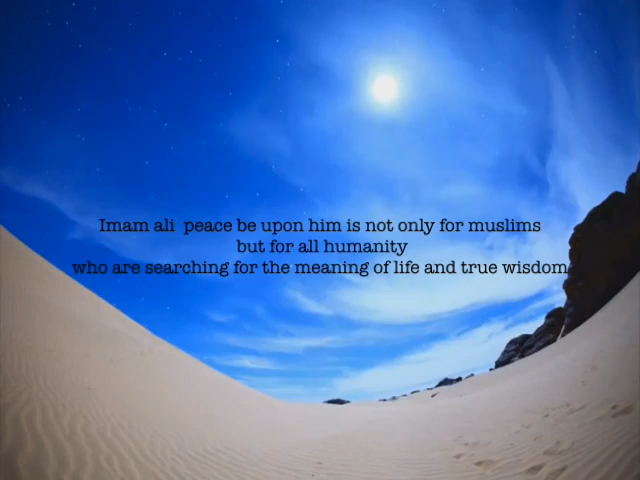 Imam ali  peace be upon him is not only for muslims
but for all humanity
who are searching for the meaning of life and true wisdom